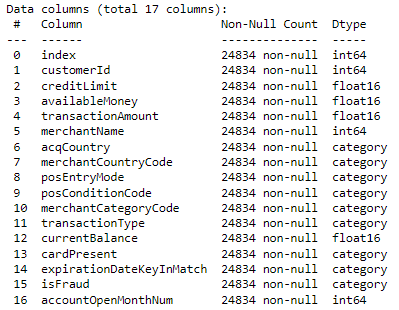 Data columns (total 17 columns):
 #   Column                  Non-Null Count  Dtype
---  ------                  --------------  -----
 0   index                   24834 non-null  int64
 1   customerId              24834 non-null  int64
 2   creditLimit             24834 non-null  float16
 3   availableMoney          24834 non-null  float16
 4   transactionAmount       24834 non-null  float16
 5   merchantName            24834 non-null  int64
 6   acqCountry              24834 non-null  category
 7   merchantCountryCode     24834 non-null  category
 8   posEntryMode            24834 non-null  category
 9   posConditionCode        24834 non-null  category
 10  merchantCategoryCode    24834 non-null  category
 11  transactionType         24834 non-null  category
 12  currentBalance          24834 non-null  float16
 13  cardPresent             24834 non-null  category
 14  expirationDateKeyInMatch  24834 non-null  category
 15  isFraud                 24834 non-null  category
 16  accountOpenMonthNum     24834 non-null  int64